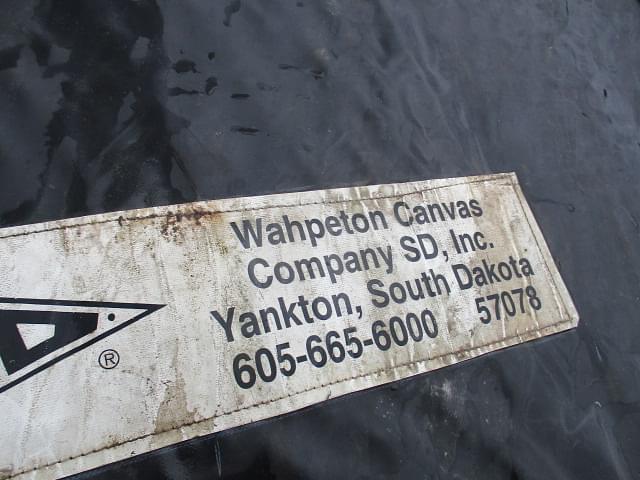 Wahpeton Canvas
Company SD, Inc.
Yankton, South Dakota
605-665-6000 57078
®